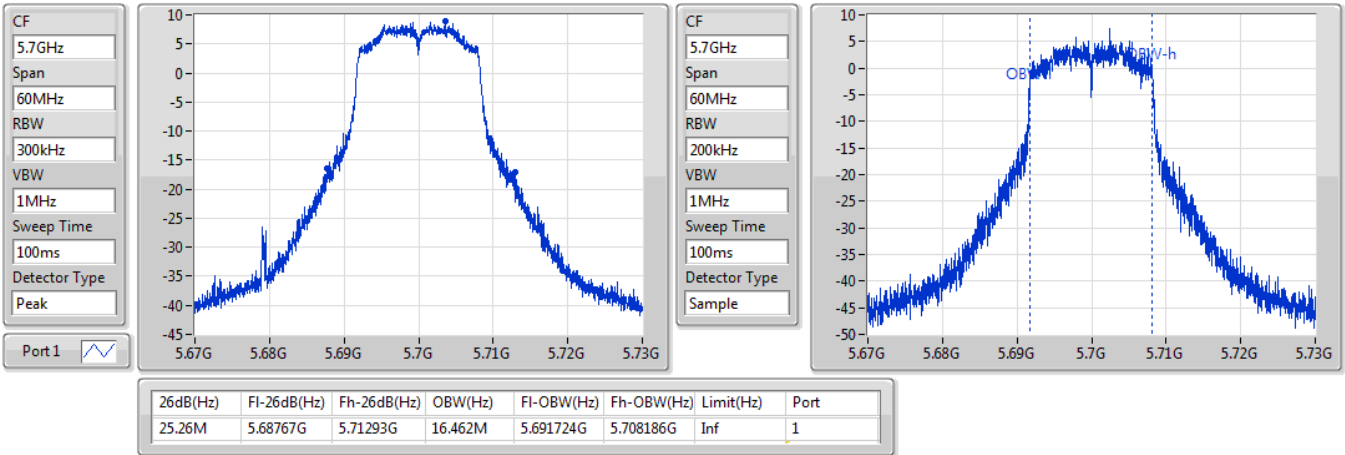 CF
5.7GHz
Span
60MHz
RBW
300kHz
VBW
1MHz
Sweep Time
100ms
Detector Type
Peak
Port 1
10
5
0
-5
-10
-15
-20
-25
-30
-35
-40
-45
5.67G 5.68G 5.69G 5.7G 5.71G 5.72G 5.73G
CF
5.7GHz
Span
60MHz
RBW
200kHz
VBW
1MHz
Sweep Time
100ms
Detector Type
Sample
10
5
0
-5
-10
-15
-20
-25
-30
-35
-40
-45
-50
5.67G 5.68G 5.69G 5.7G 5.71G 5.72G 5.73G
26dB(Hz) Fl-26dB(Hz) Fh-26dB(Hz) OBW(Hz) Fl-OBW(Hz) Fh-OBW(Hz) Limit(Hz) Port
25.26M 5.68767G 5.71293G 16.462M 5.691724G 5.708186G Inf 1